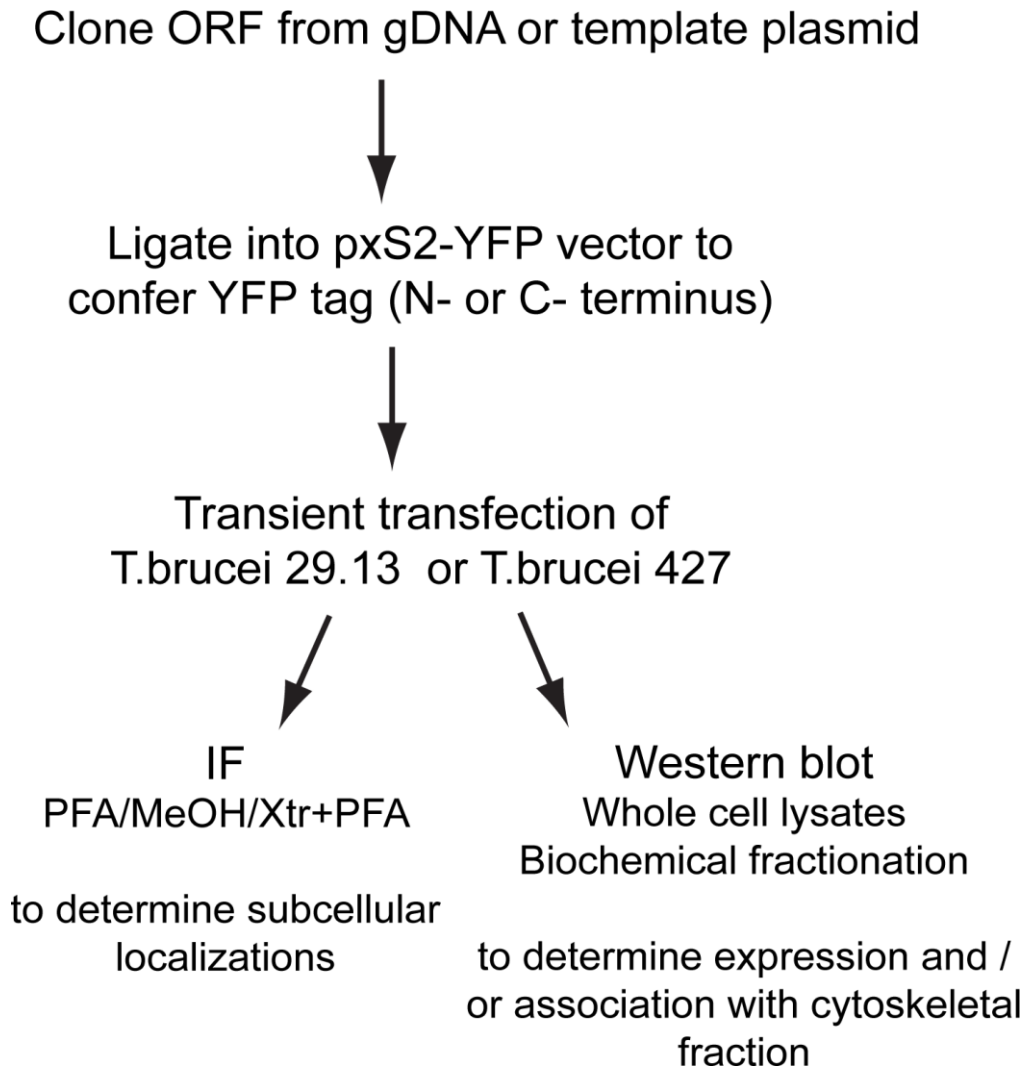 Clone ORF from gDNA or template plasmid
Ligate into pxS2-YFP vector to
confer YFP tag (N- or C- terminus)
Transient transfection of
T.brucei 29.13 or T.brucei 427
IF
PFA/MeOH/Xtr+PFA
to determine subcellular
localizations
Western blot
Whole cell lysates
Biochemical fractionation
to determine expression and /
or association with cytoskeletal
fraction